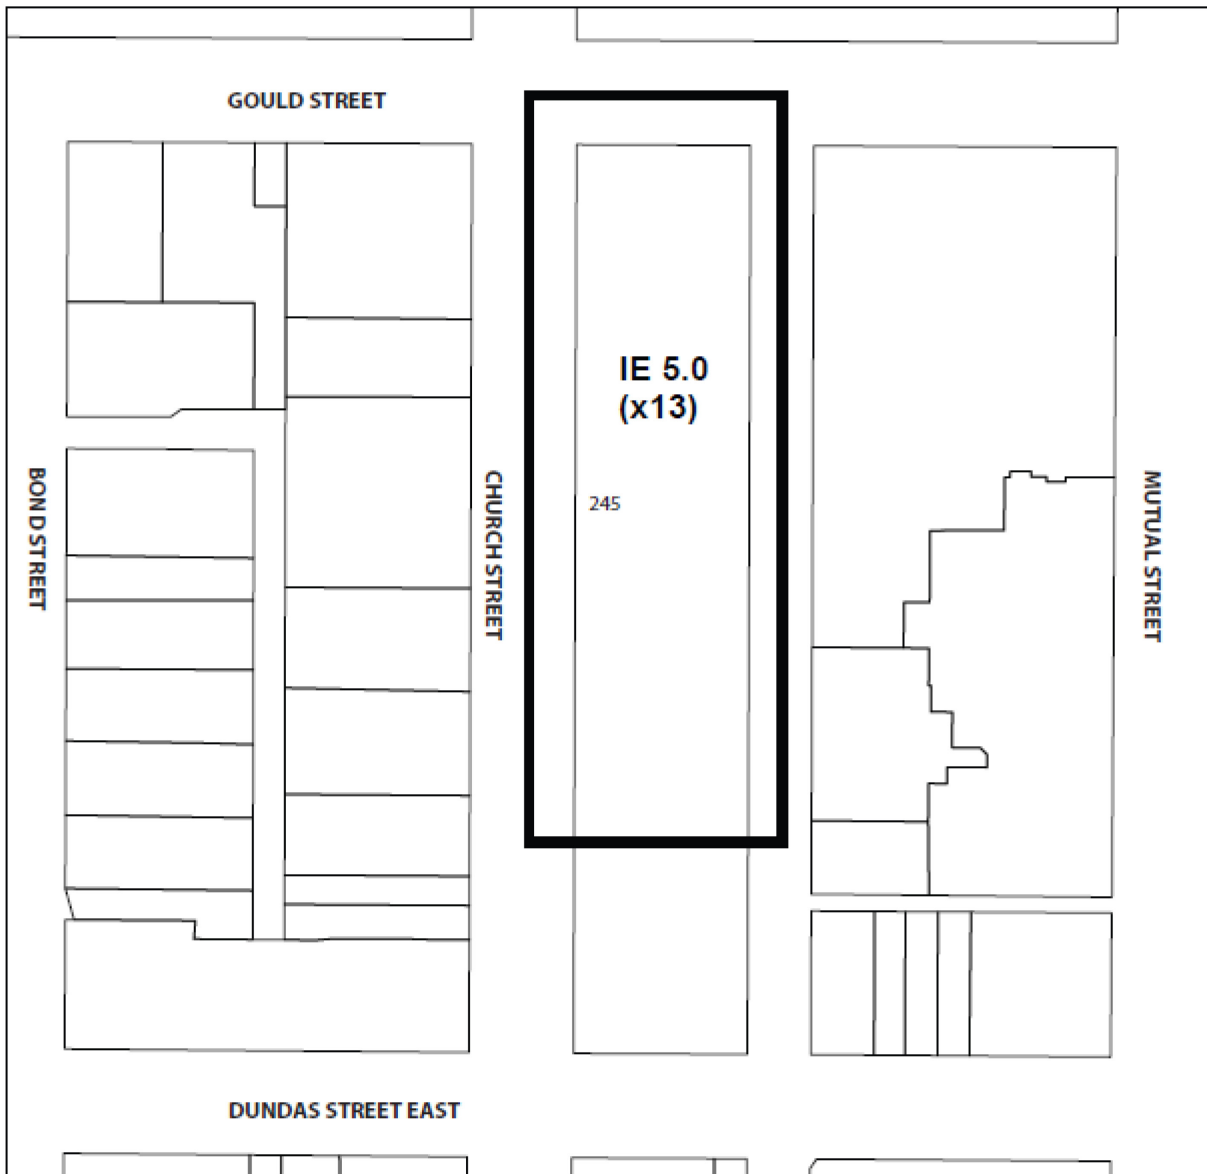 GOULD STREET
IE 5.0
(x13)
245
BOND STREET
CHURCH STREET
MUTUAL STREET
DUNDAS STREET EAST